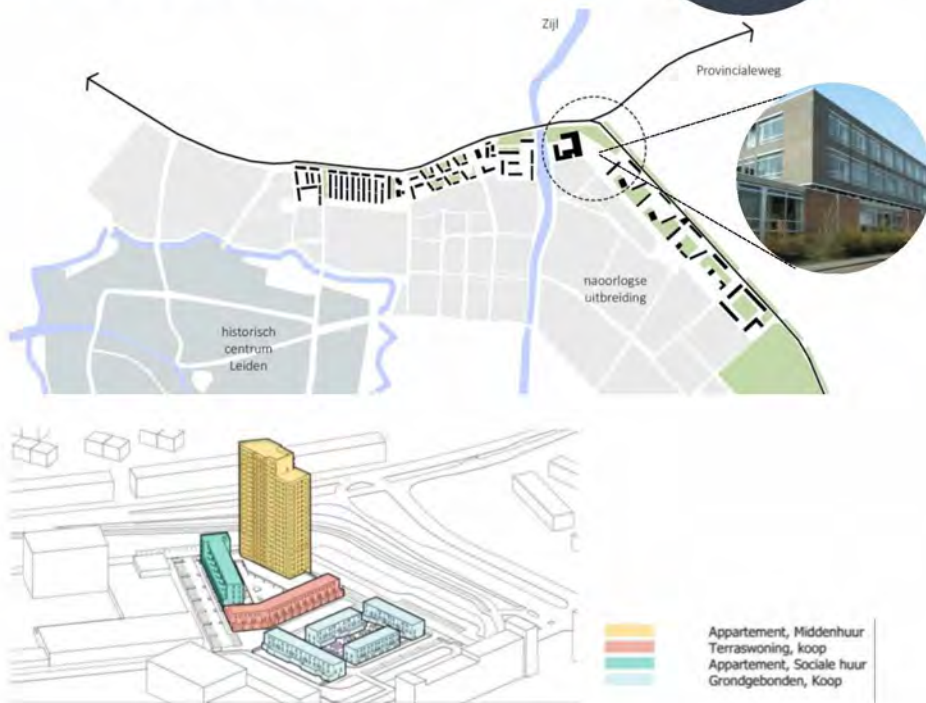 Zijl
Provincialeweg
naoorlogse
uitbreiding
historisch
centrum
Leiden
Appartement, Middenhuur
Terraswoning, koop
Appartement, Sociale huur
Grondgebonden, Koop